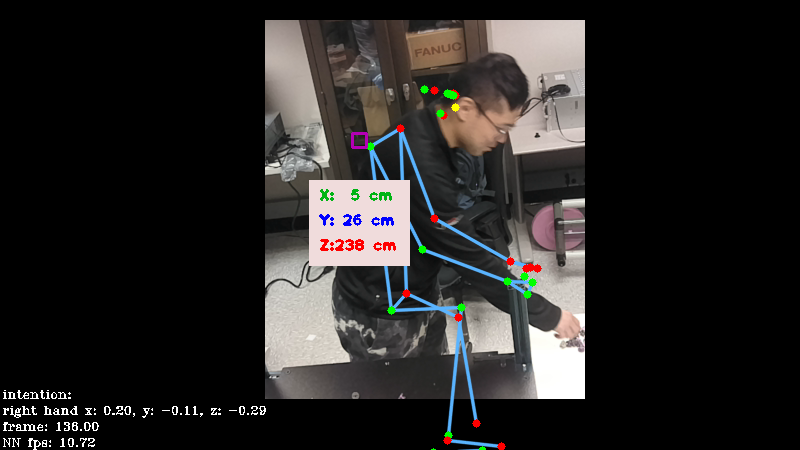 FANUC
X: 5 cm
Y: 26 cm
Z:238 cm
intention:
right hand x: 0.20, y: -0.11, z: -0.29
frame: 136.00
NN fps: 10.72